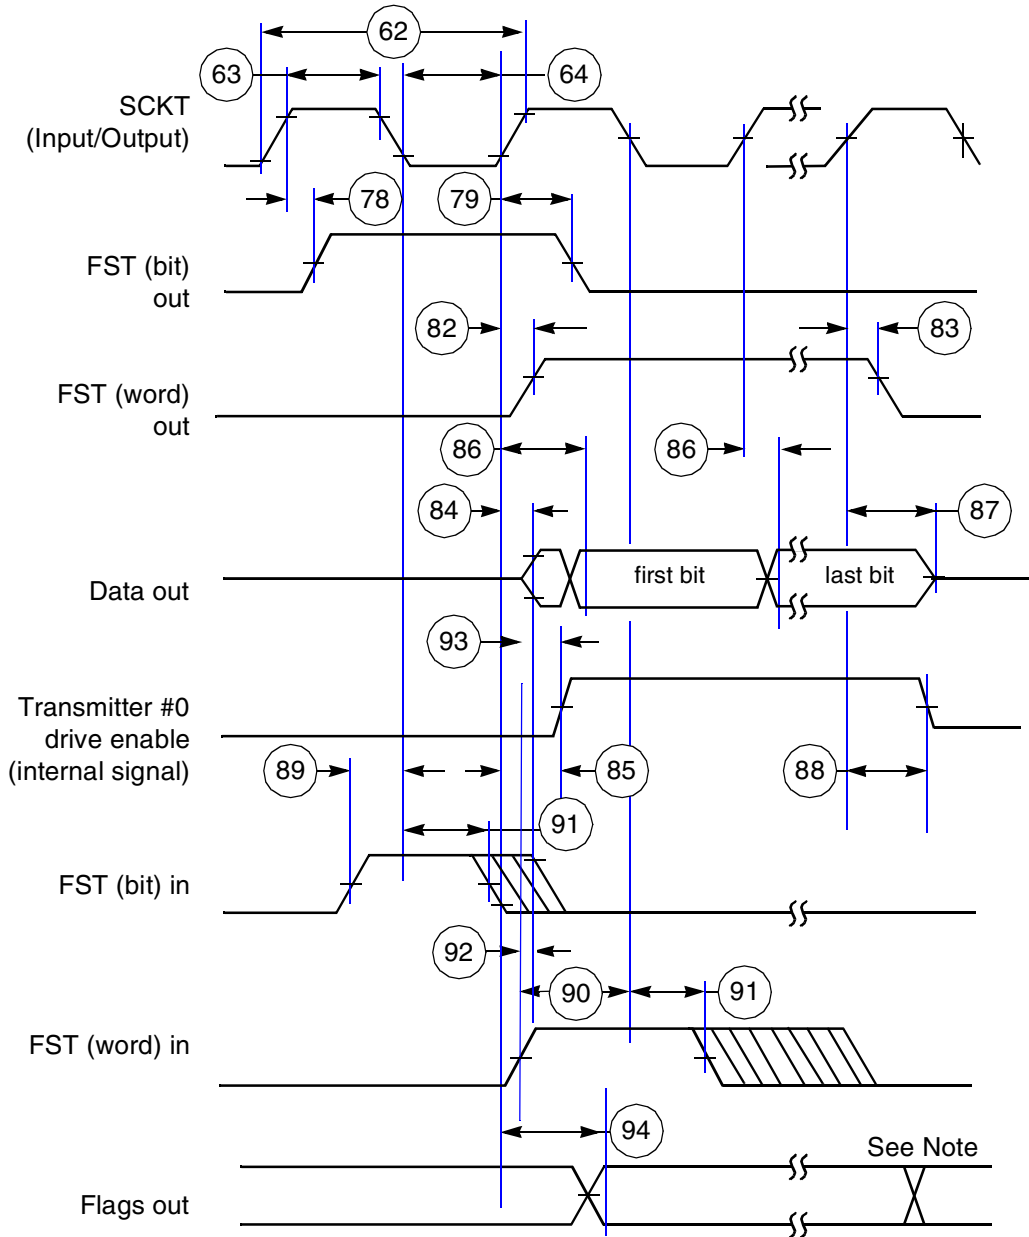 62
63
64
SCKT
(Input/Output)
78
79
FST (bit)
out
82
83
FST (word)
out
86
86
84
87
first bit
last bit
Data out
93
Transmitter #0
drive enable
(internal signal)
89
85
88
91
FST (bit) in
92
90
91
FST (word) in
94
See Note
Flags out